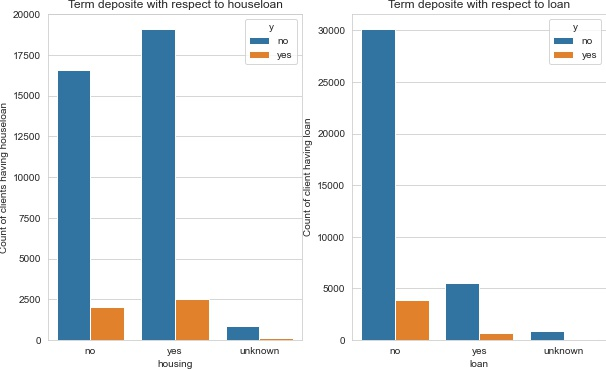 Term deposite with respect to houseloan
Count of clients having houseloan
20000
17500
15000
12500
10000
7500
5000
2500
0
y
no
yes
no
yes
unknown
housing
Term deposite with respect to loan
Count of client having loan
30000
25000
20000
15000
10000
5000
0
y
no
yes
no
yes
unknown
loan